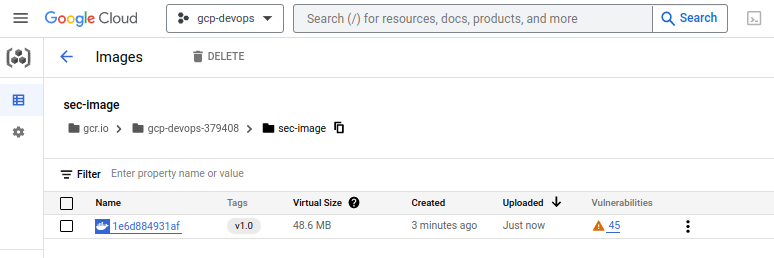 Google Cloud gcp-devops Search (/) for resources, docs, products, and more Search
Images DELETE
sec-image
gcr.io gcp-devops-379408 sec-image
Filter Enter property name or value
Name Tags Virtual Size Created Uploaded Vulnerabilities
1e6d884931af v1.0 48.6 MB 3 minutes ago Just now 45